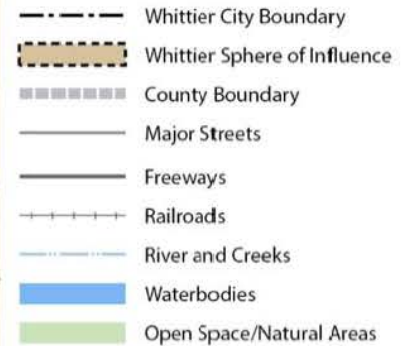 Whittier City Boundary
Whittier Sphere of Influence
County Boundary
Major Streets
Freeways
Railroads
River and Creeks
Waterbodies
Open Space/Natural Areas